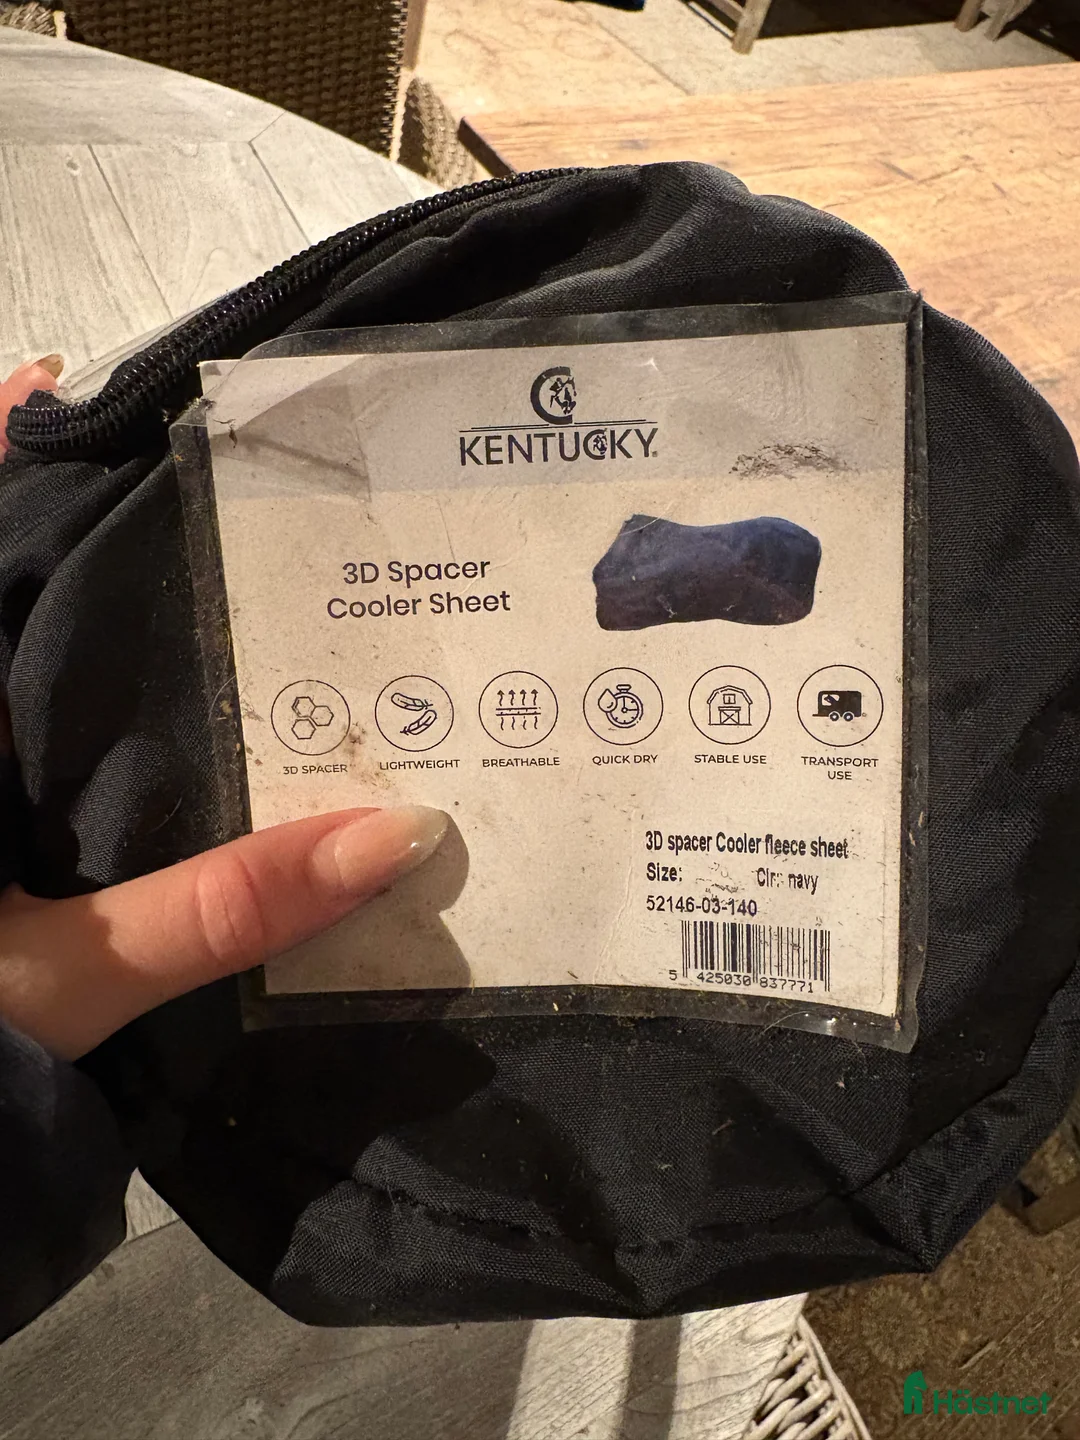 KENTUCKY
3D Spacer
Cooler Sheet
3D SPACER
LIGHTWEIGHT
BREATHABLE
QUICK DRY
STABLE USE
TRANSPORT USE
3D spacer Cooler fleece sheet
Size: Clr: navy
52146-03-140
5 425030 837771
Hästnet